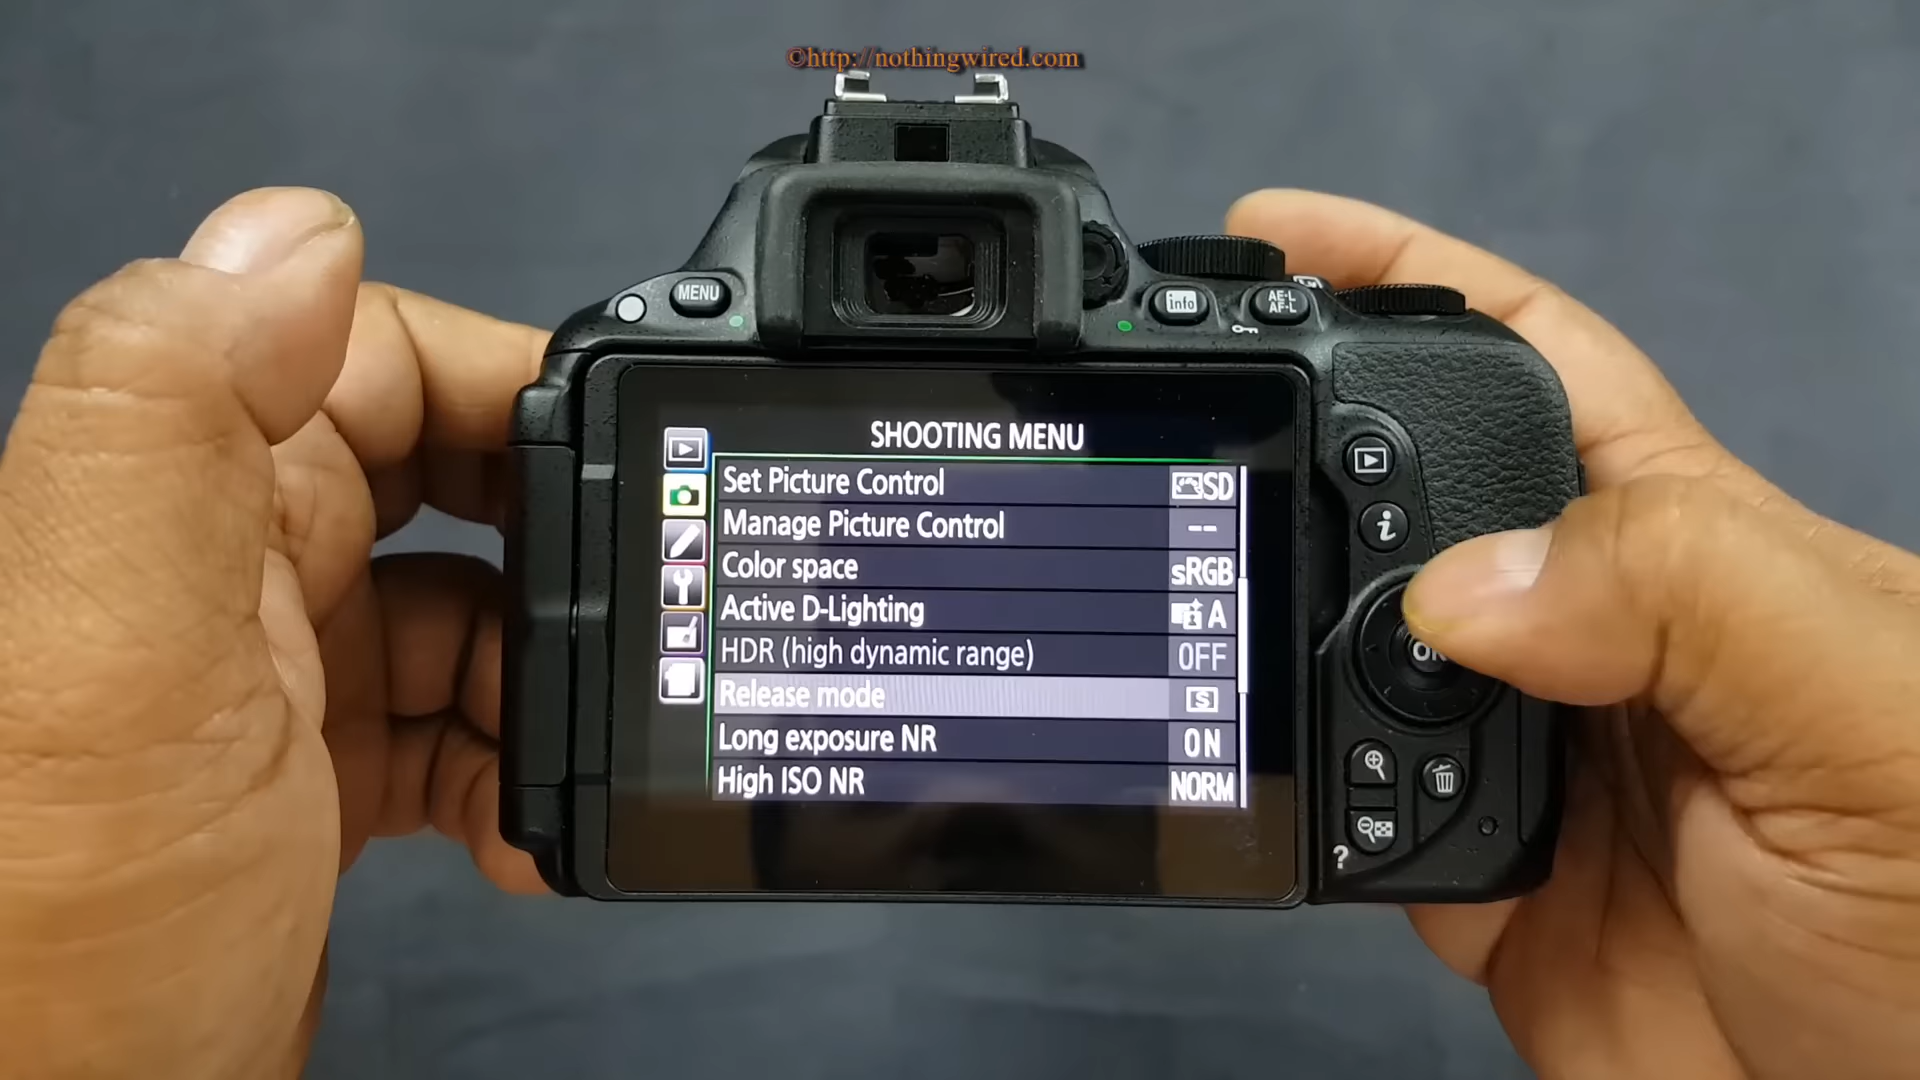 ©http://nothingwired.com
MENU
info
AE-L
AF-L
SHOOTING MENU
Set Picture Control SD
Manage Picture Control --
Color space sRGB
Active D-Lighting A
HDR (high dynamic range) OFF
Release mode S
Long exposure NR ON
High ISO NR NORM
i
OK
?